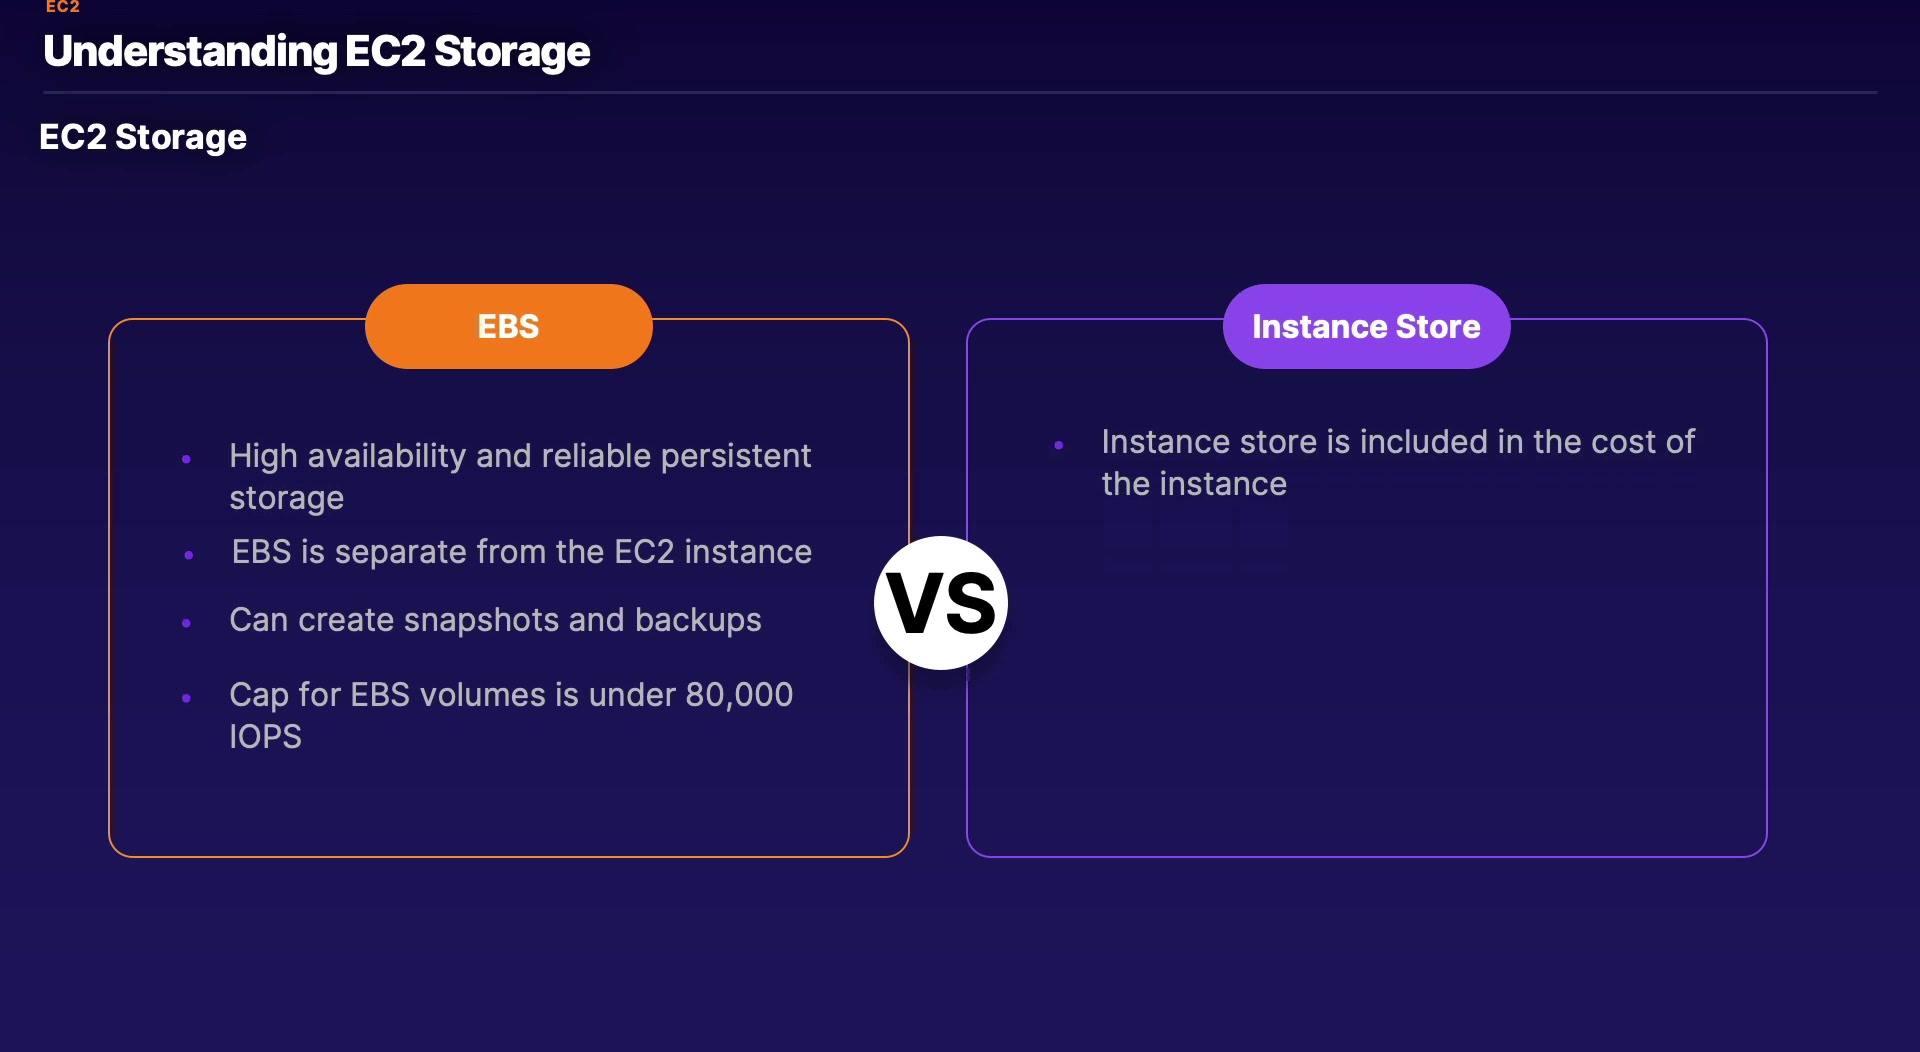 EC2
Understanding EC2 Storage
EC2 Storage
EBS
High availability and reliable persistent
storage
EBS is separate from the EC2 instance
Can create snapshots and backups
Cap for EBS volumes is under 80,000
IOPS
VS
Instance Store
Instance store is included in the cost of
the instance